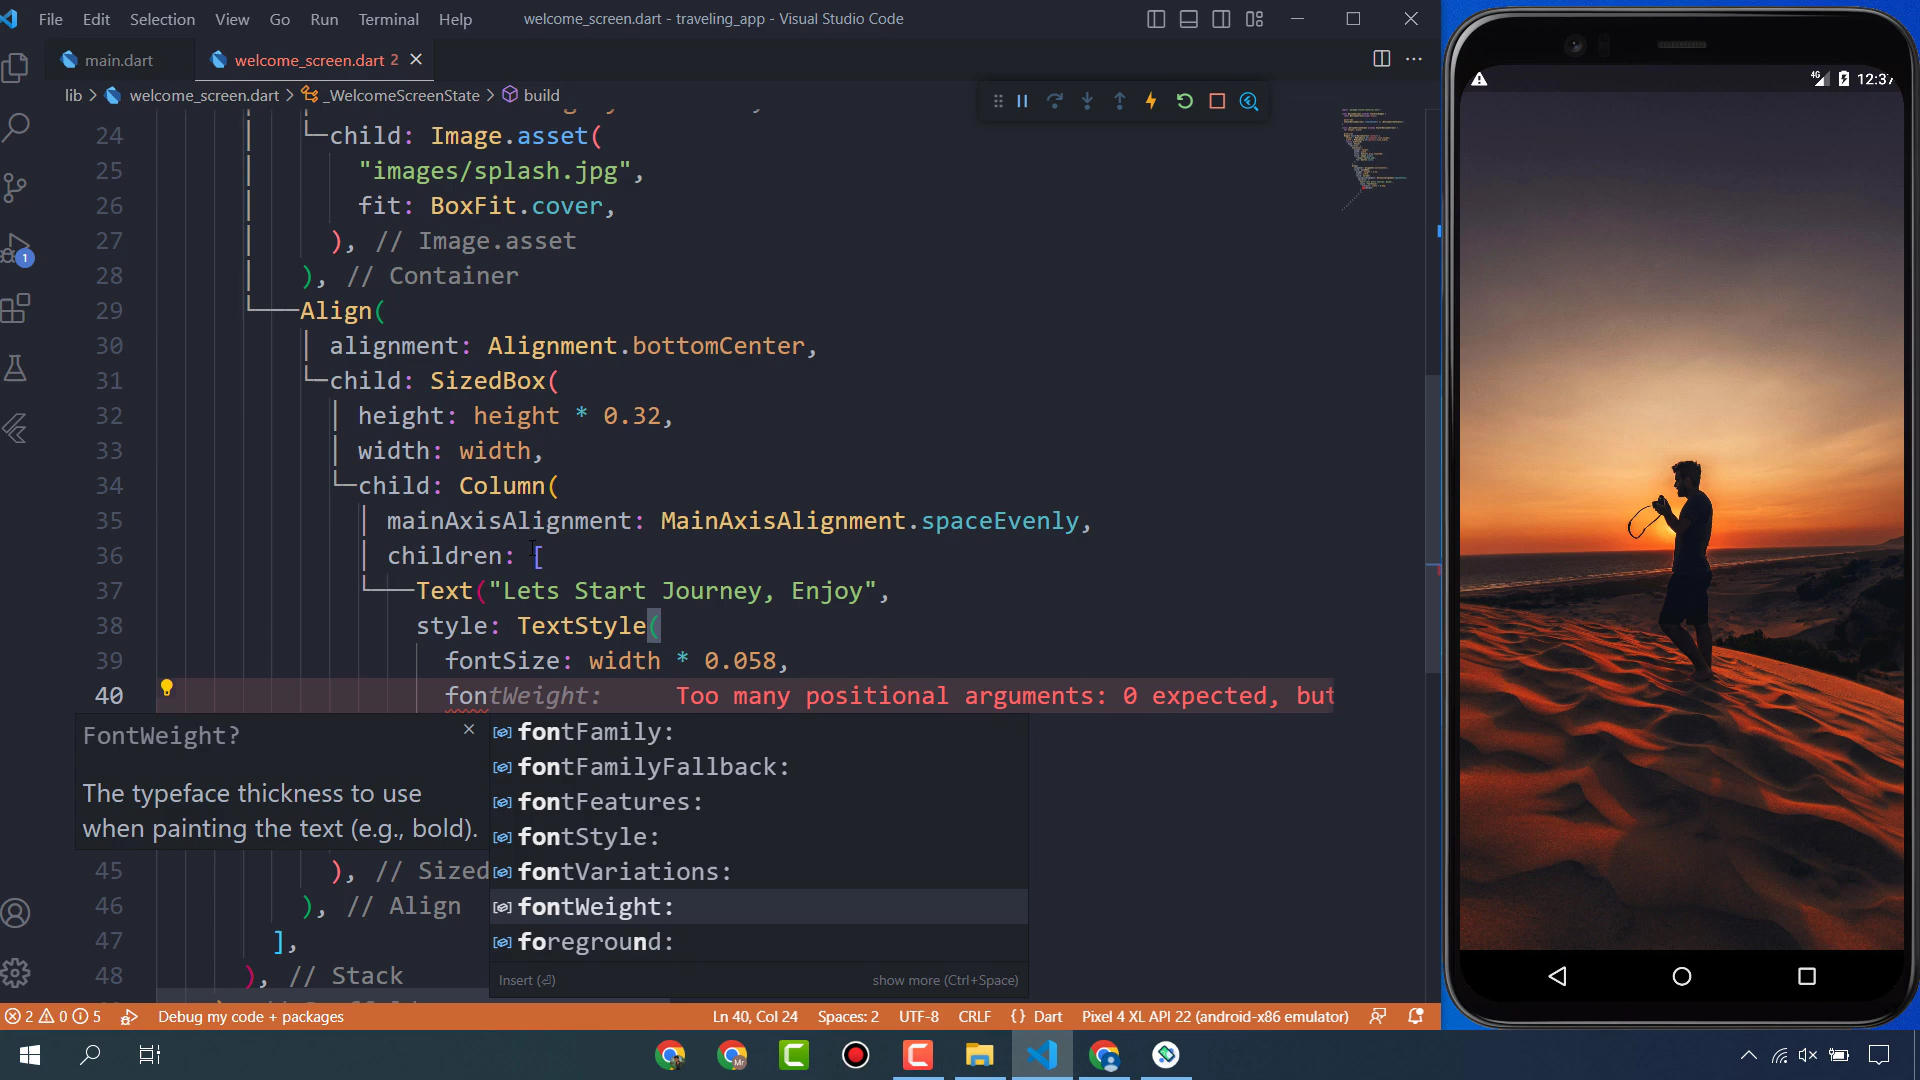 File Edit Selection View Go Run Terminal Help welcome_screen.dart - traveling_app - Visual Studio Code
main.dart welcome_screen.dart 2
lib > welcome_screen.dart > _WelcomeScreenState > build
24 child: Image.asset(
25 "images/splash.jpg",
26 fit: BoxFit.cover,
27 ), // Image.asset
28 ), // Container
29 Align(
30 alignment: Alignment.bottomCenter,
31 child: SizedBox(
32 height: height * 0.32,
33 width: width,
34 child: Column(
35 mainAxisAlignment: MainAxisAlignment.spaceEvenly,
36 children: [
37 Text("Lets Start Journey, Enjoy",
38 style: TextStyle(
39 fontSize: width * 0.058,
40 fontWeight: Too many positional arguments: 0 expected, but
FontWeight?
The typeface thickness to use
when painting the text (e.g., bold).
fontFamily:
fontFamilyFallback:
fontFeatures:
fontStyle:
fontVariations:
fontWeight:
foreground:
Insert show more (Ctrl+Space)
45 ), // Sized
46 ), // Align
47 ],
48 ), // Stack
1
2 0 5 Debug my code + packages Ln 40, Col 24 Spaces: 2 UTF-8 CRLF {} Dart Pixel 4 XL API 22 (android-x86 emulator)
4G 12:37